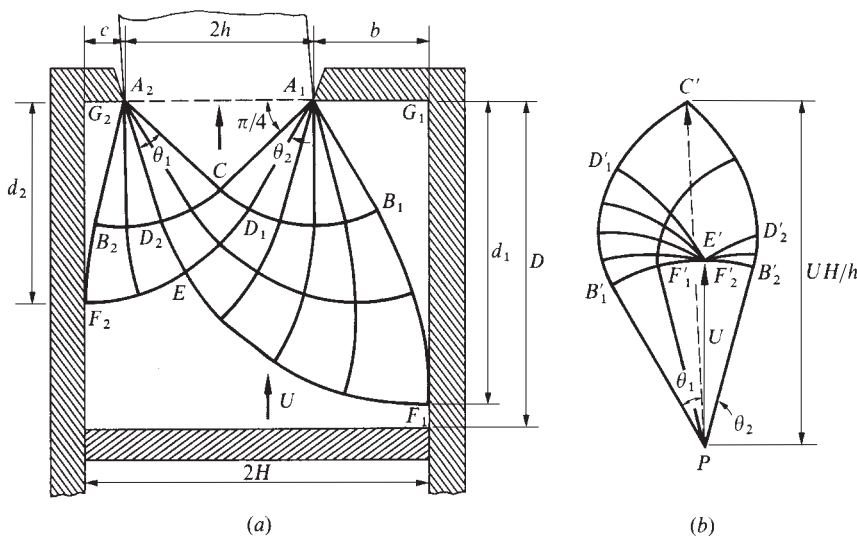 c
2h
b
A₂
A₁
G₂
π/4
G₁
θ₁
θ₂
C
d₂
B₁
B₂
D₂
D₁
d₁
D
E
F₂
U
F₁
2H
(a)
C′
D′₁
E′
D′₂
F′₁
F′₂
B′₂
B′₁
U
UH/h
θ₁
θ₂
P
(b)